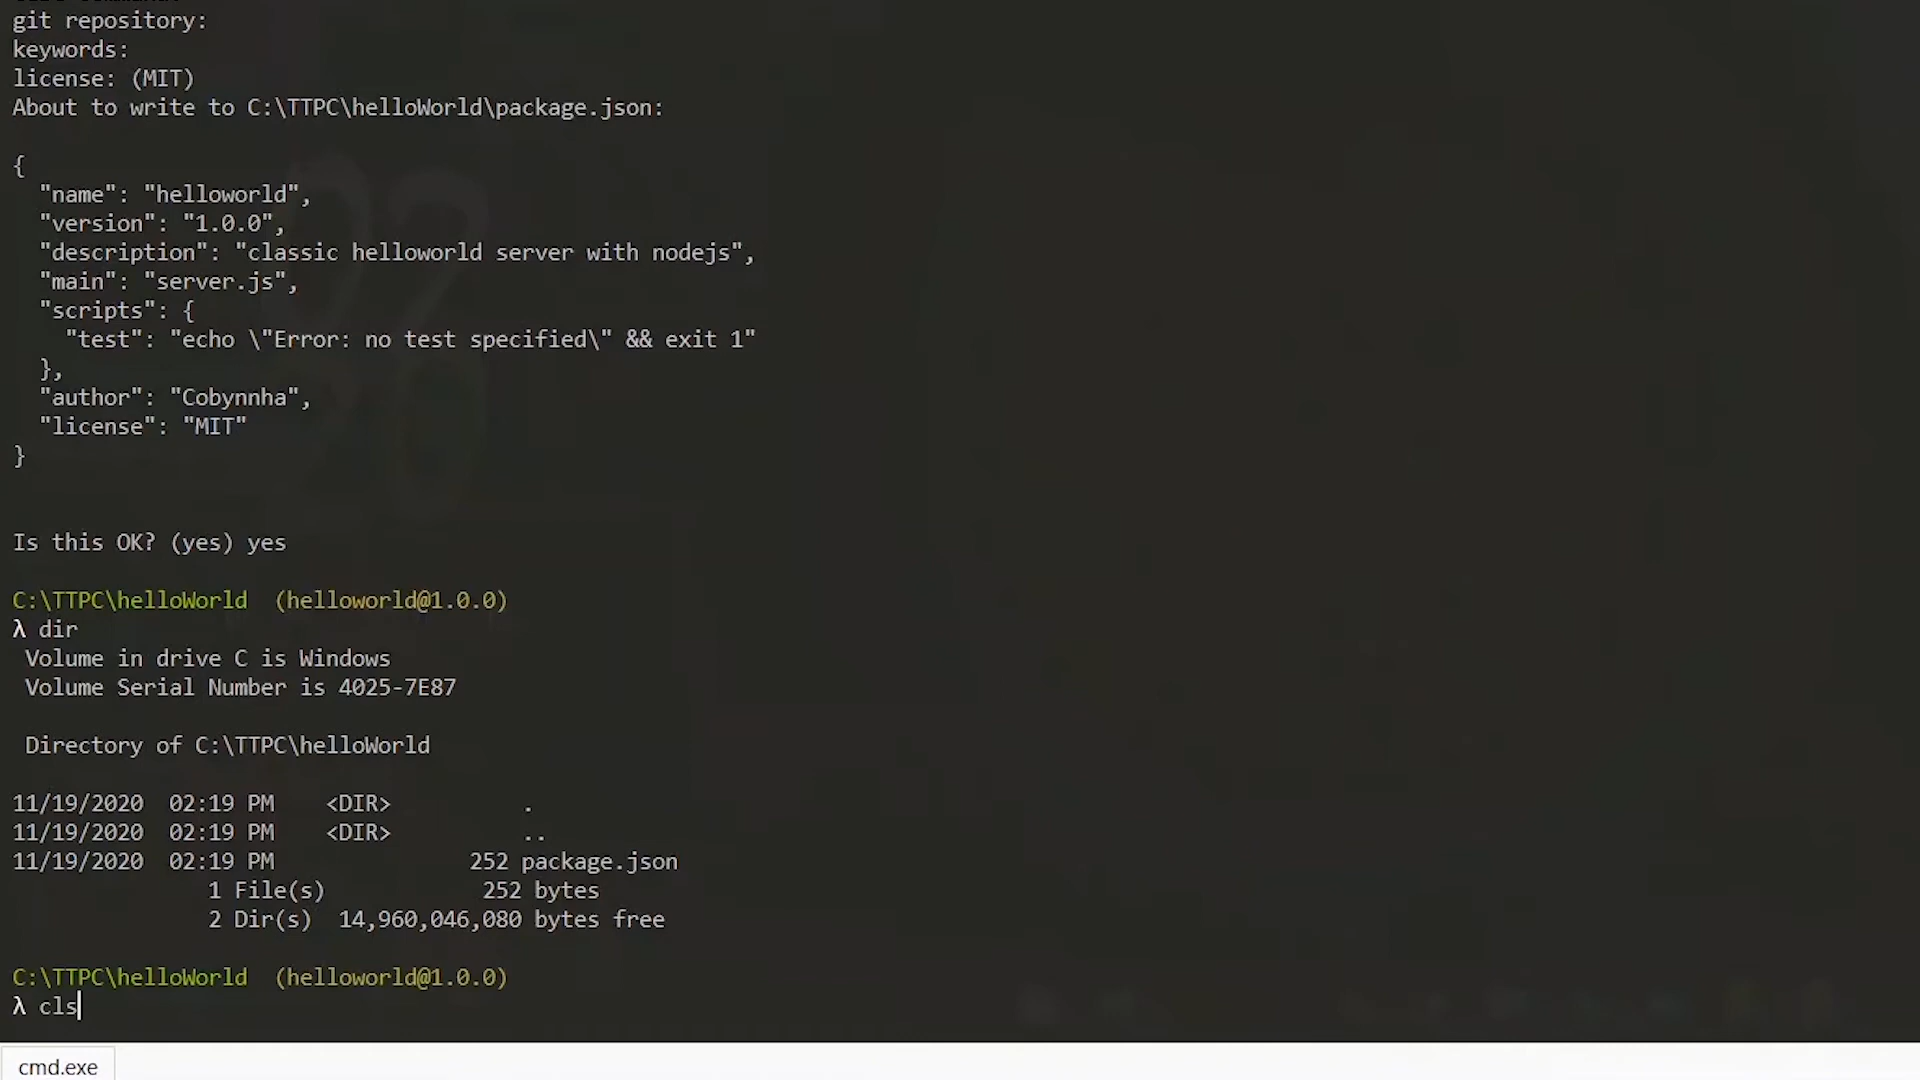 git repository:
keywords:
license: (MIT)
About to write to C:\TTPC\helloWorld\package.json:
{
  "name": "helloworld",
  "version": "1.0.0",
  "description": "classic helloworld server with nodejs",
  "main": "server.js",
  "scripts": {
    "test": "echo \"Error: no test specified\" && exit 1"
  },
  "author": "Cobynnha",
  "license": "MIT"
}
Is this OK? (yes) yes
C:\TTPC\helloWorld  (helloworld@1.0.0)
λ dir
 Volume in drive C is Windows
 Volume Serial Number is 4025-7E87
 Directory of C:\TTPC\helloWorld
11/19/2020  02:19 PM    <DIR>          .
11/19/2020  02:19 PM    <DIR>          ..
11/19/2020  02:19 PM               252 package.json
               1 File(s)            252 bytes
               2 Dir(s)  14,960,046,080 bytes free
C:\TTPC\helloWorld  (helloworld@1.0.0)
λ cls
cmd.exe